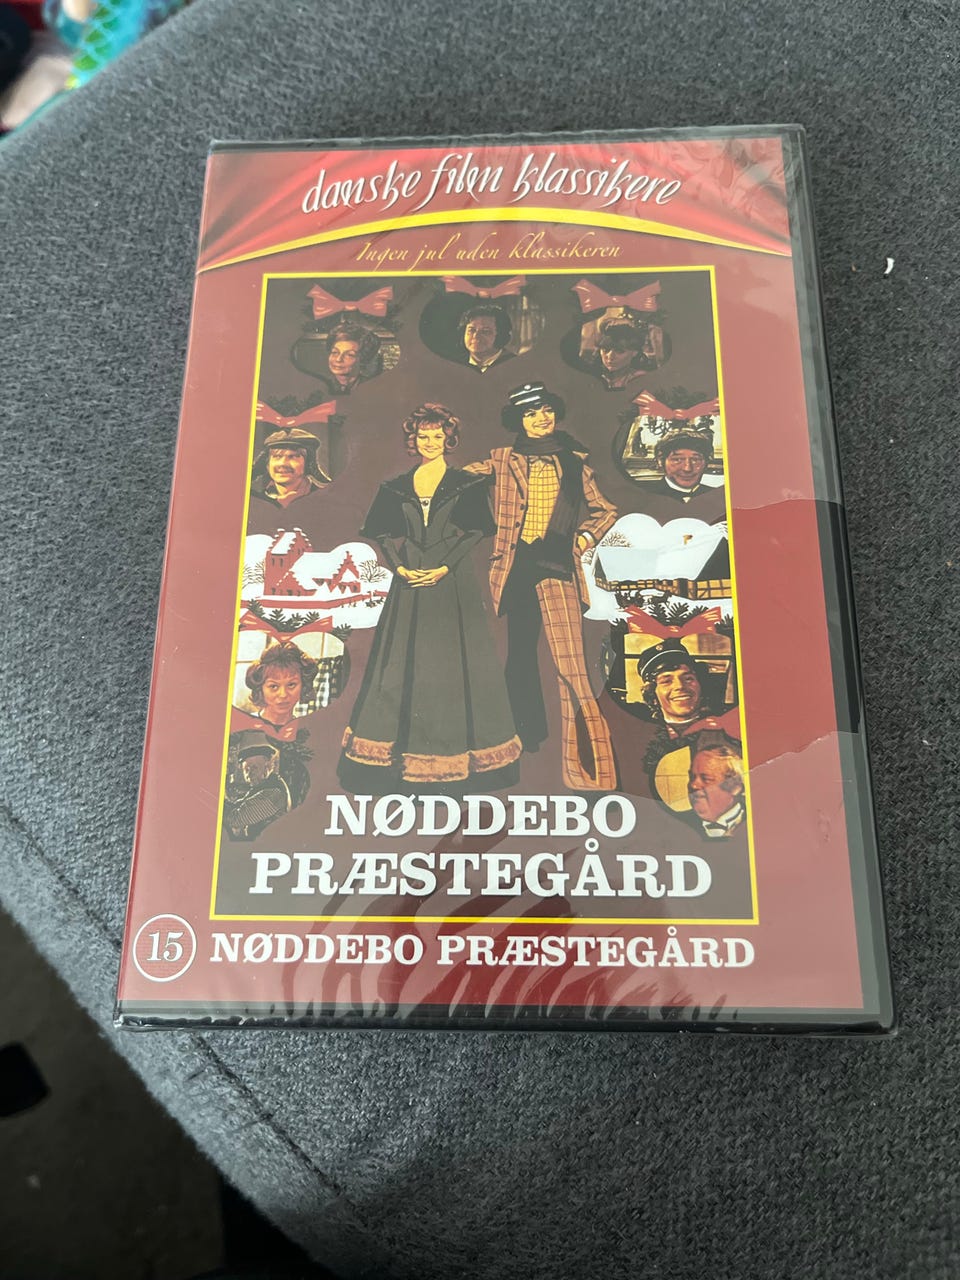 danske film klassikere
Ingen jul uden klassikeren
NØDDEBO
PRÆSTEGÅRD
15 NØDDEBO PRÆSTEGÅRD